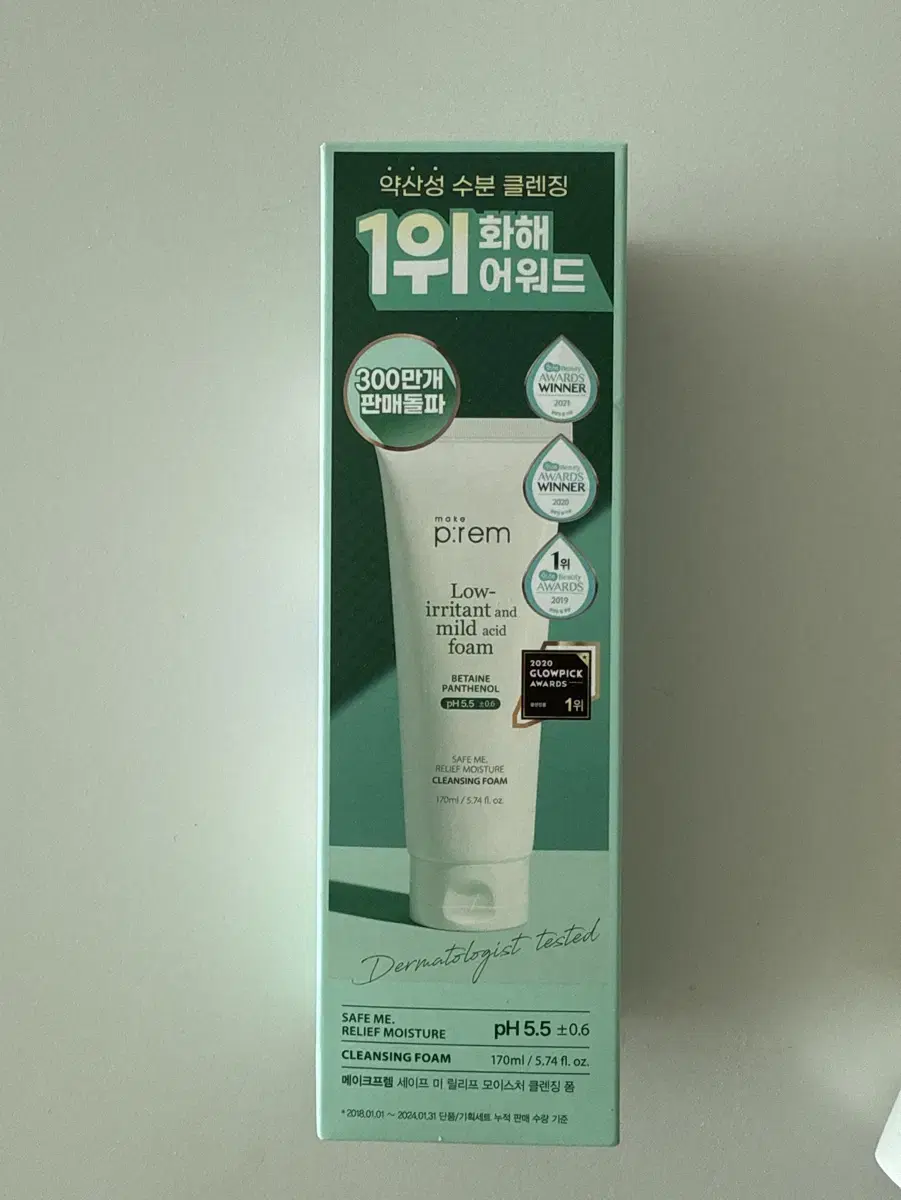 약산성 수분 클렌징
1위 화해
어워드
300만개
판매돌파
Beauty
AWARDS
WINNER
2021
Beauty
AWARDS
WINNER
2020
1위
Beauty
AWARDS
2019
make
p:rem
Low-
irritant and
mild acid
foam
BETAINE
PANTHENOL
pH 5.5 ±0.6
2020
GLOWPICK
AWARDS
1위
SAFE ME.
RELIEF MOISTURE
CLEANSING FOAM
170ml / 5.74 fl. oz.
Dermatologist tested
SAFE ME.
RELIEF MOISTURE
pH 5.5 ±0.6
CLEANSING FOAM
170ml / 5.74 fl. oz.
메이크프렘 세이프 미 릴리프 모이스처 클렌징 폼
*2018.01.01 ~ 2024.01.31 단품/기획세트 누적 판매 수량 기준